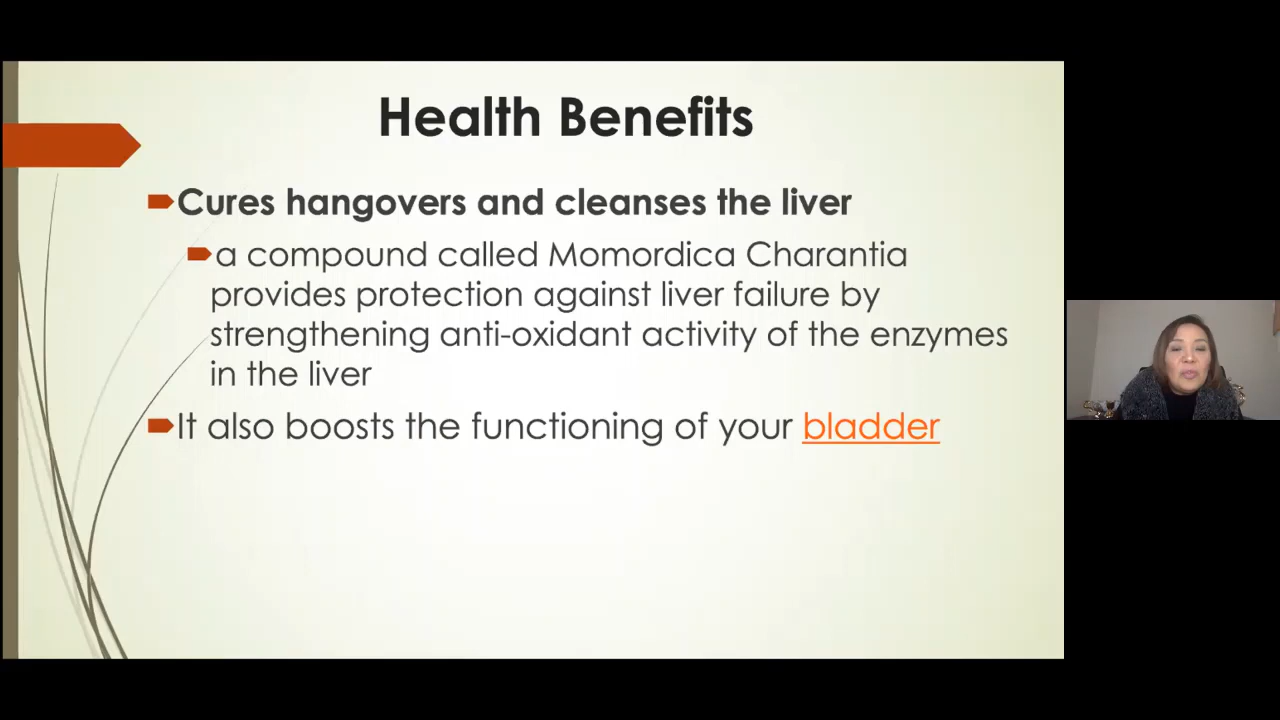 Health Benefits
Cures hangovers and cleanses the liver
a compound called Momordica Charantia
provides protection against liver failure by
strengthening anti-oxidant activity of the enzymes
in the liver
It also boosts the functioning of your bladder